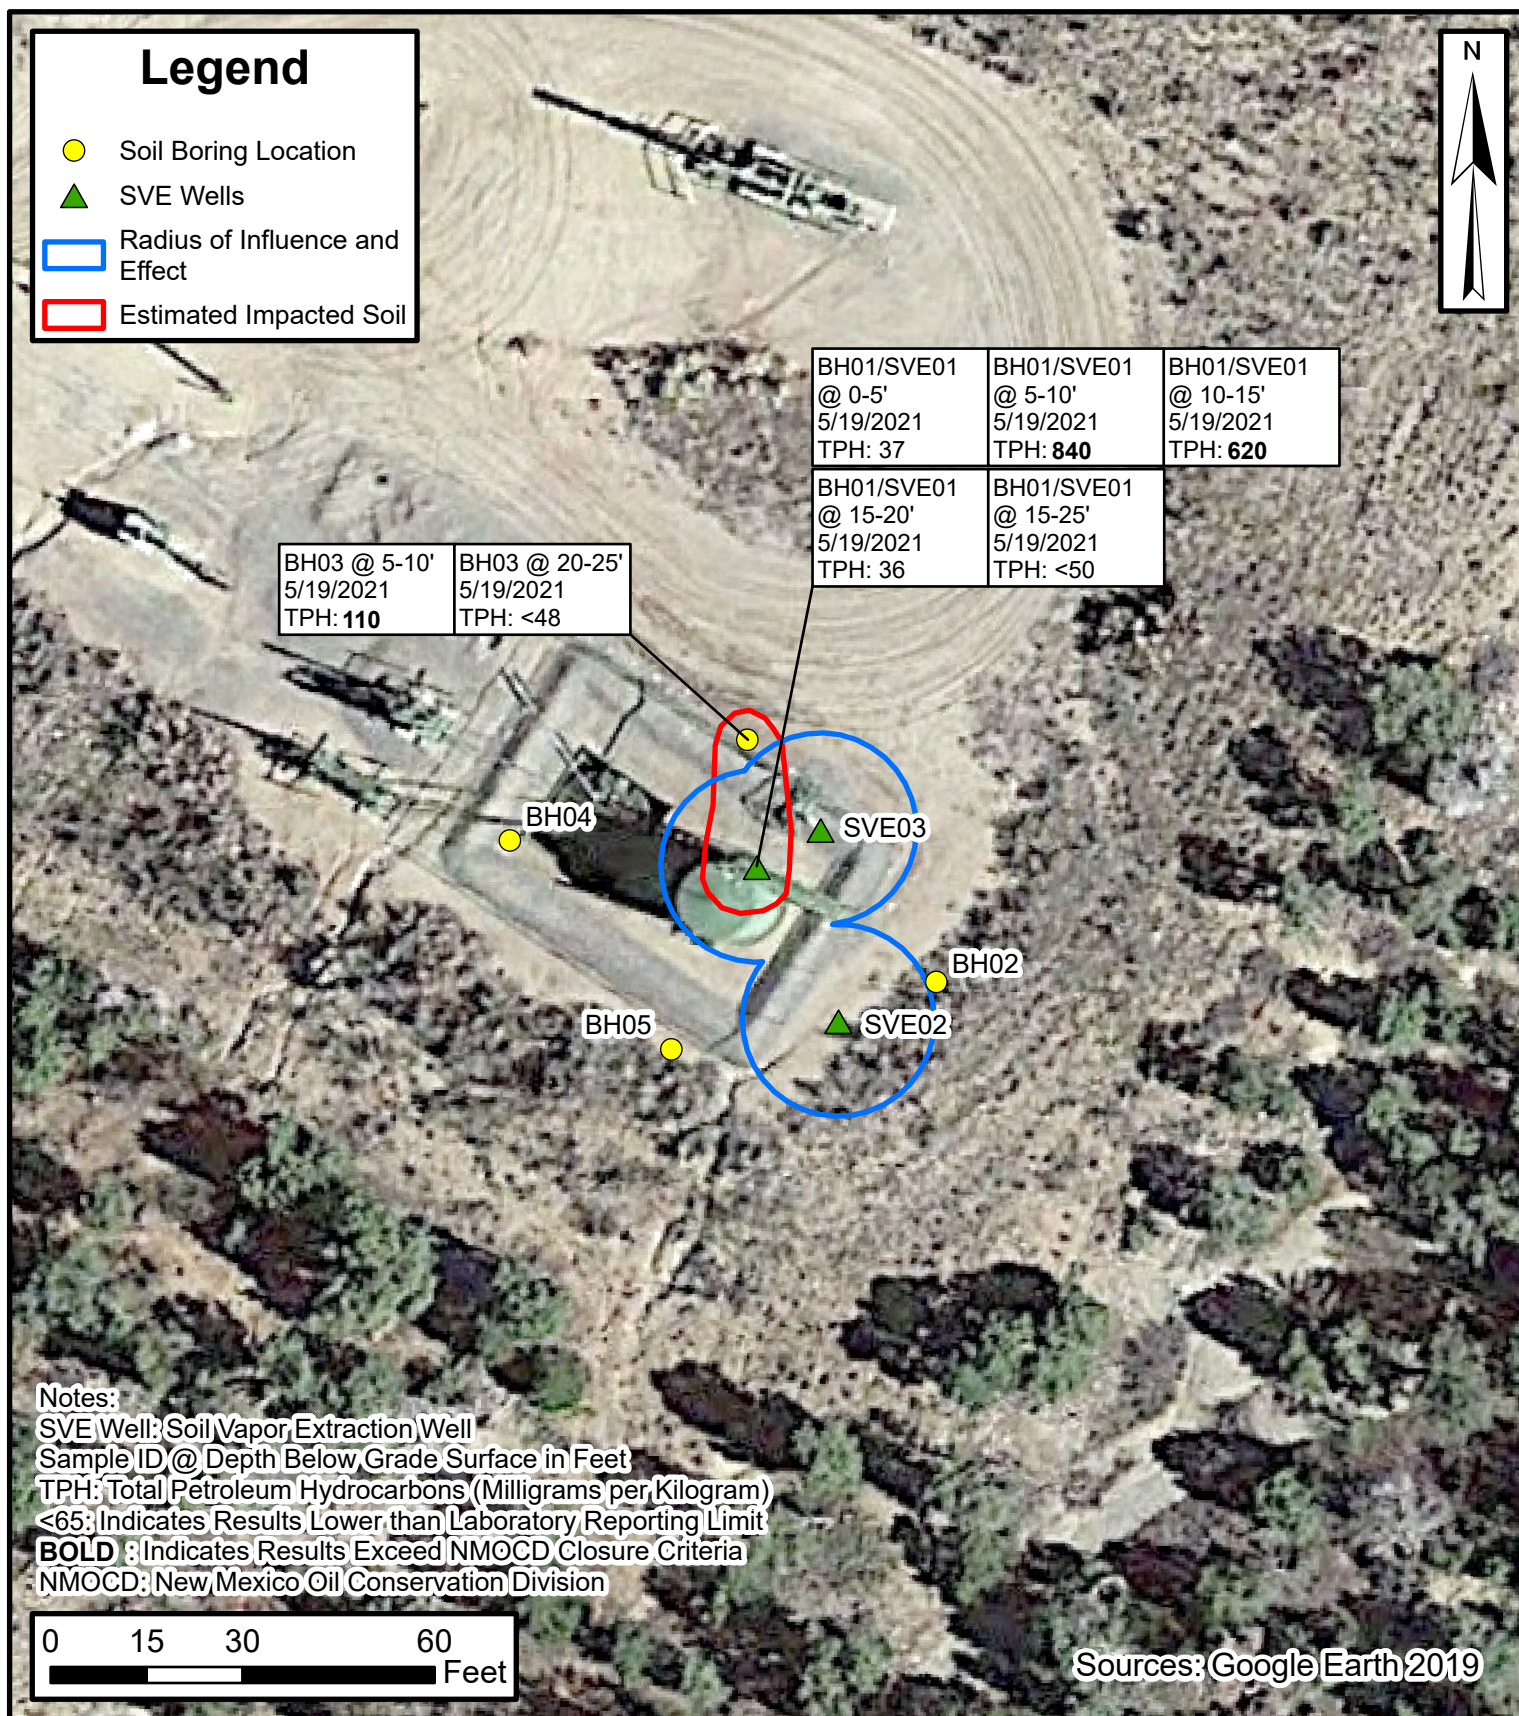 Legend
Soil Boring Location
SVE Wells
Radius of Influence and
Effect
Estimated Impacted Soil
N
BH01/SVE01
@ 0-5'
5/19/2021
TPH: 37
BH01/SVE01
@ 5-10'
5/19/2021
TPH: 840
BH01/SVE01
@ 10-15'
5/19/2021
TPH: 620
BH01/SVE01
@ 15-20'
5/19/2021
TPH: 36
BH01/SVE01
@ 15-25'
5/19/2021
TPH: <50
BH03 @ 5-10'
5/19/2021
TPH: 110
BH03 @ 20-25'
5/19/2021
TPH: <48
BH04
SVE03
BH02
BH05
SVE02
Notes:
SVE Well: Soil Vapor Extraction Well
Sample ID @ Depth Below Grade Surface in Feet
TPH: Total Petroleum Hydrocarbons (Milligrams per Kilogram)
<65: Indicates Results Lower than Laboratory Reporting Limit
BOLD : Indicates Results Exceed NMOCD Closure Criteria
NMOCD: New Mexico Oil Conservation Division
0 15 30 60
Feet
Sources: Google Earth 2019